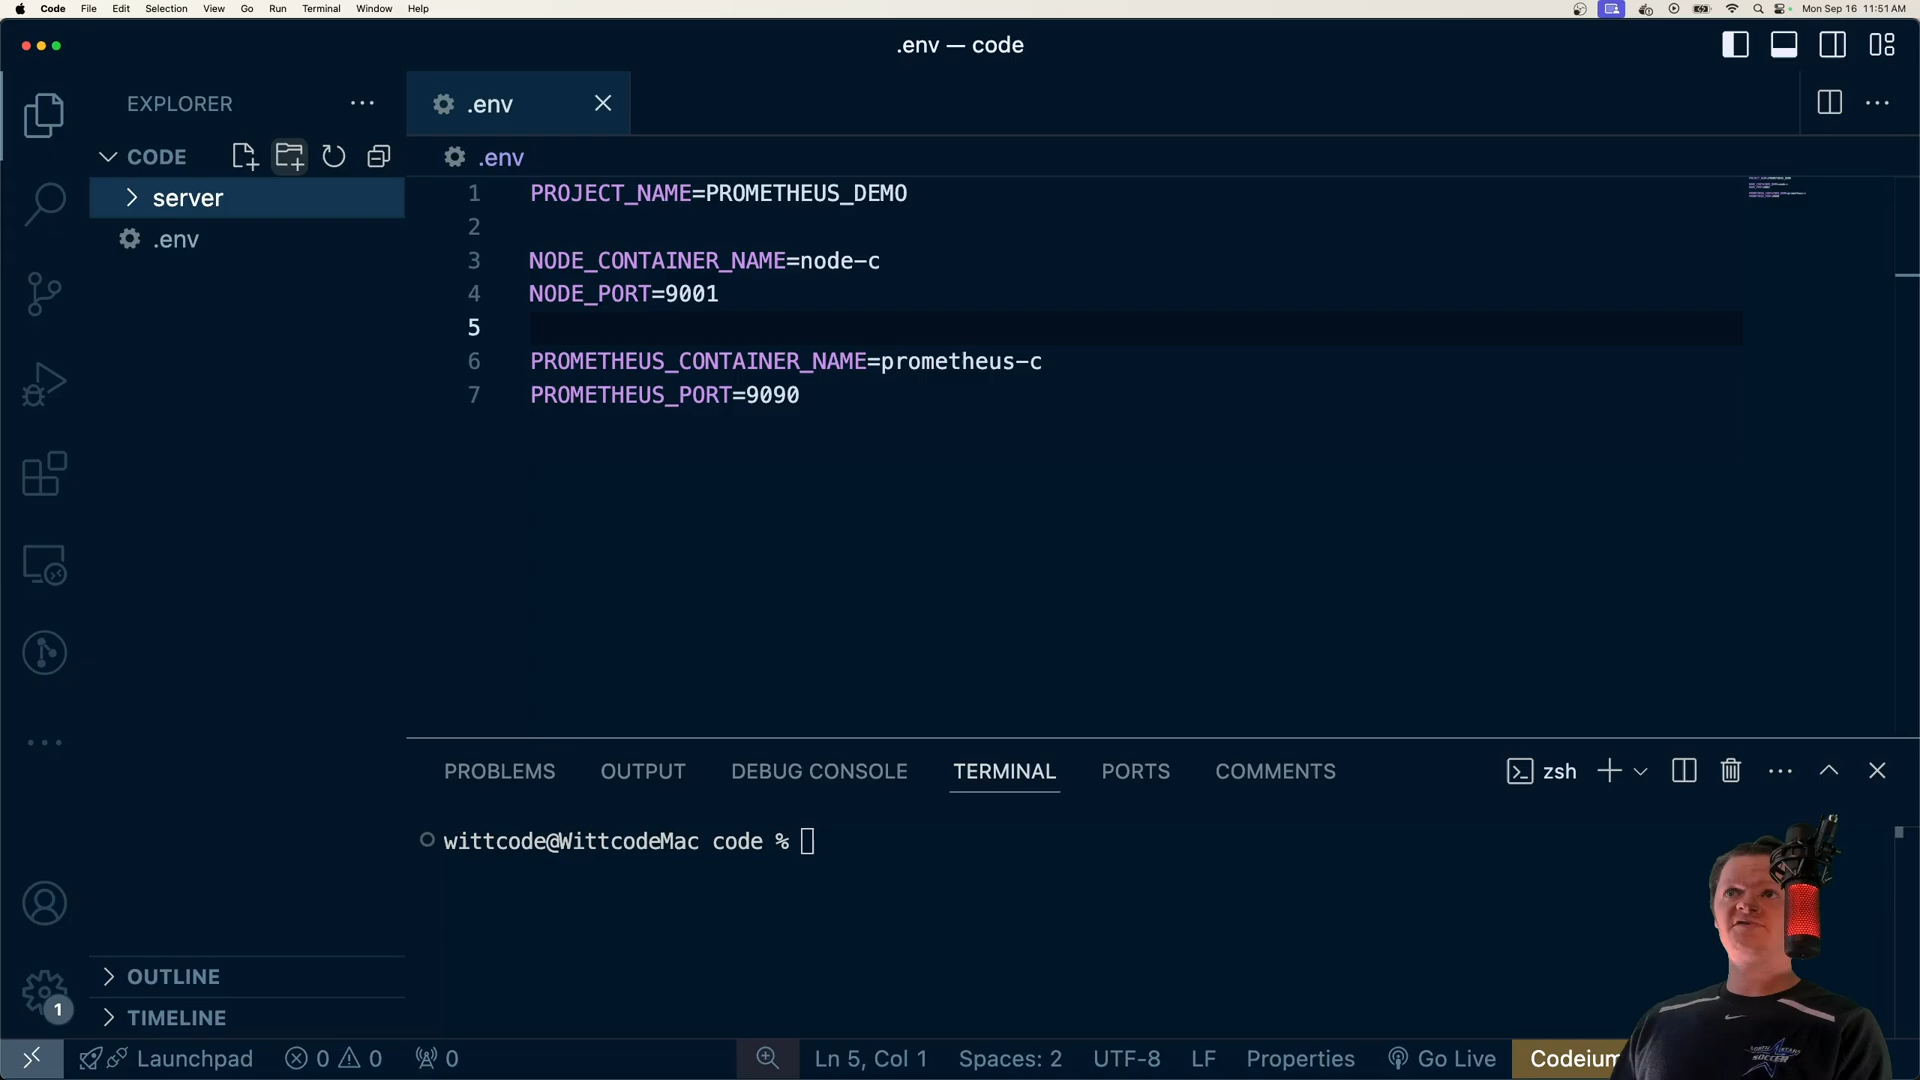 Code File Edit Selection View Go Run Terminal Window Help
Mon Sep 16 11:51 AM
.env — code
EXPLORER
.env
CODE
.env
server
.env
1 PROJECT_NAME=PROMETHEUS_DEMO
2
3 NODE_CONTAINER_NAME=node-c
4 NODE_PORT=9001
5
6 PROMETHEUS_CONTAINER_NAME=prometheus-c
7 PROMETHEUS_PORT=9090
PROBLEMS OUTPUT DEBUG CONSOLE TERMINAL PORTS COMMENTS
zsh
wittcode@WittcodeMac code %
OUTLINE
1
TIMELINE
Launchpad 0 0 0 Ln 5, Col 1 Spaces: 2 UTF-8 LF Properties Go Live Codeium